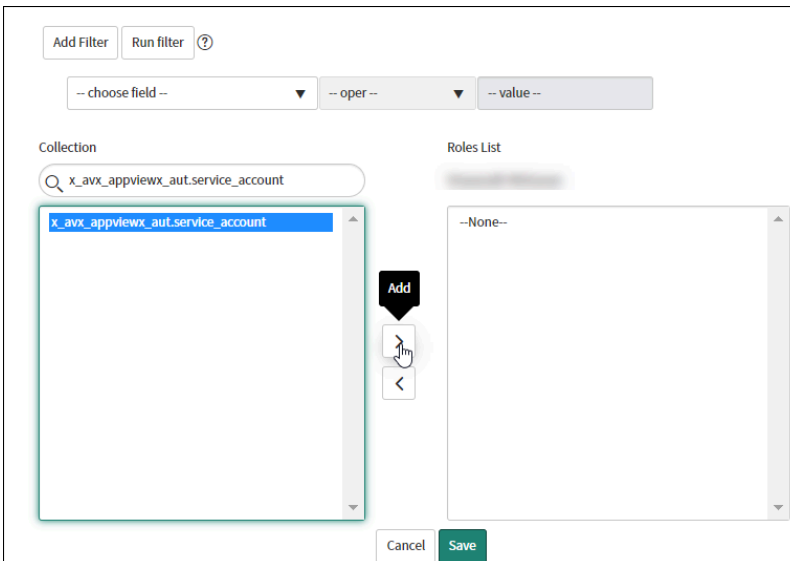 Add Filter Run filter ?
-- choose field -- -- oper -- -- value --
Collection Roles List
x_avx_appviewx_aut.service_account
x_avx_appviewx_aut.service_account --None--
Add
Cancel Save